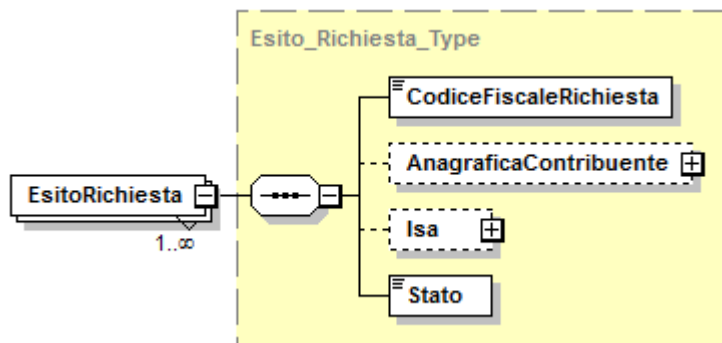 Esito_Richiesta_Type
CodiceFiscaleRichiesta
AnagraficaContribuente
EsitoRichiesta
1..∞
Isa
Stato